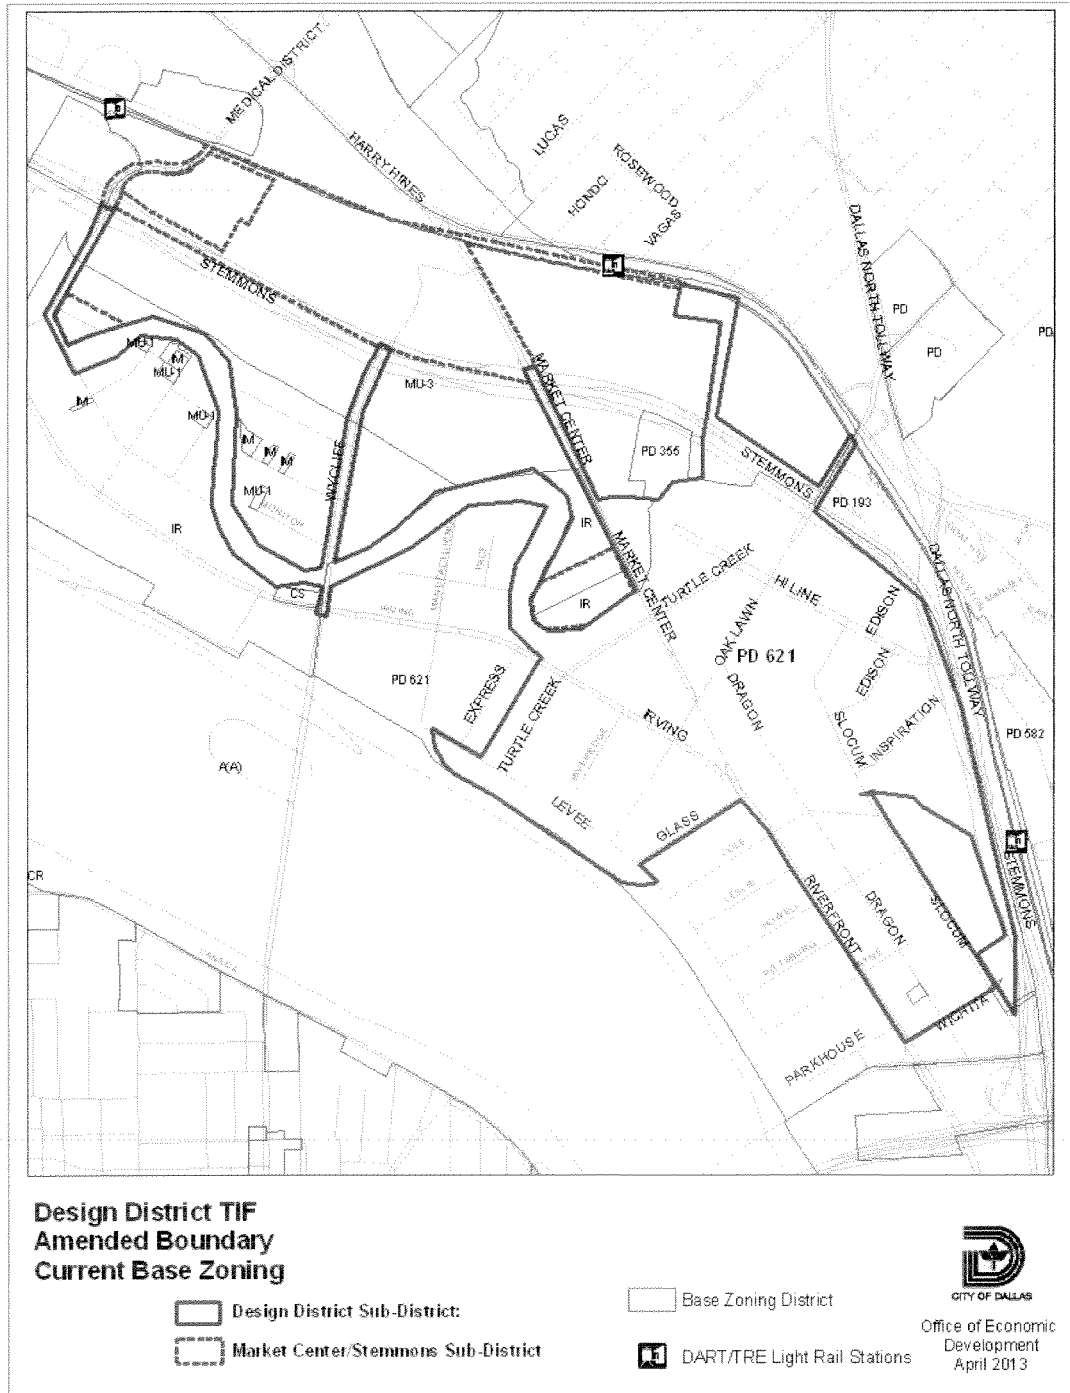 MEDICAL DISTRICT
HARRY HINES
LUCAS
ROSEWOOD
HONDO
VAGAS
DALLAS NORTH TOLLWAY
PD
PD
PD
STEMMONS
MU-1
IM
MU-1
IM
MU-1
IM
IM
IM
MU-1
MU-3
WYCLIFF
MARKET CENTER
PD 355
STEMMONS
PD 193
IR
IR
IR
CS
MARKET CENTER
TURTLE CREEK
HI LINE
OAK LAWN
EDISON
EDISON
DALLAS NORTH TOLLWAY
PD 621
PD 621
DRAGON
SLOCUM
INSPIRATION
EXPRESS
TURTLE CREEK
IRVING
IRVING
PD 582
A(A)
LEVEE
GLASS
CR
RIVERFRONT
DRAGON
SLOCUM
STEMMONS
WICHITA
PARKHOUSE
Design District TIF
Amended Boundary
Current Base Zoning
Design District Sub-District:
Market Center/Stemmons Sub-District
Base Zoning District
DART/TRE Light Rail Stations
CITY OF DALLAS
Office of Economic
Development
April 2013